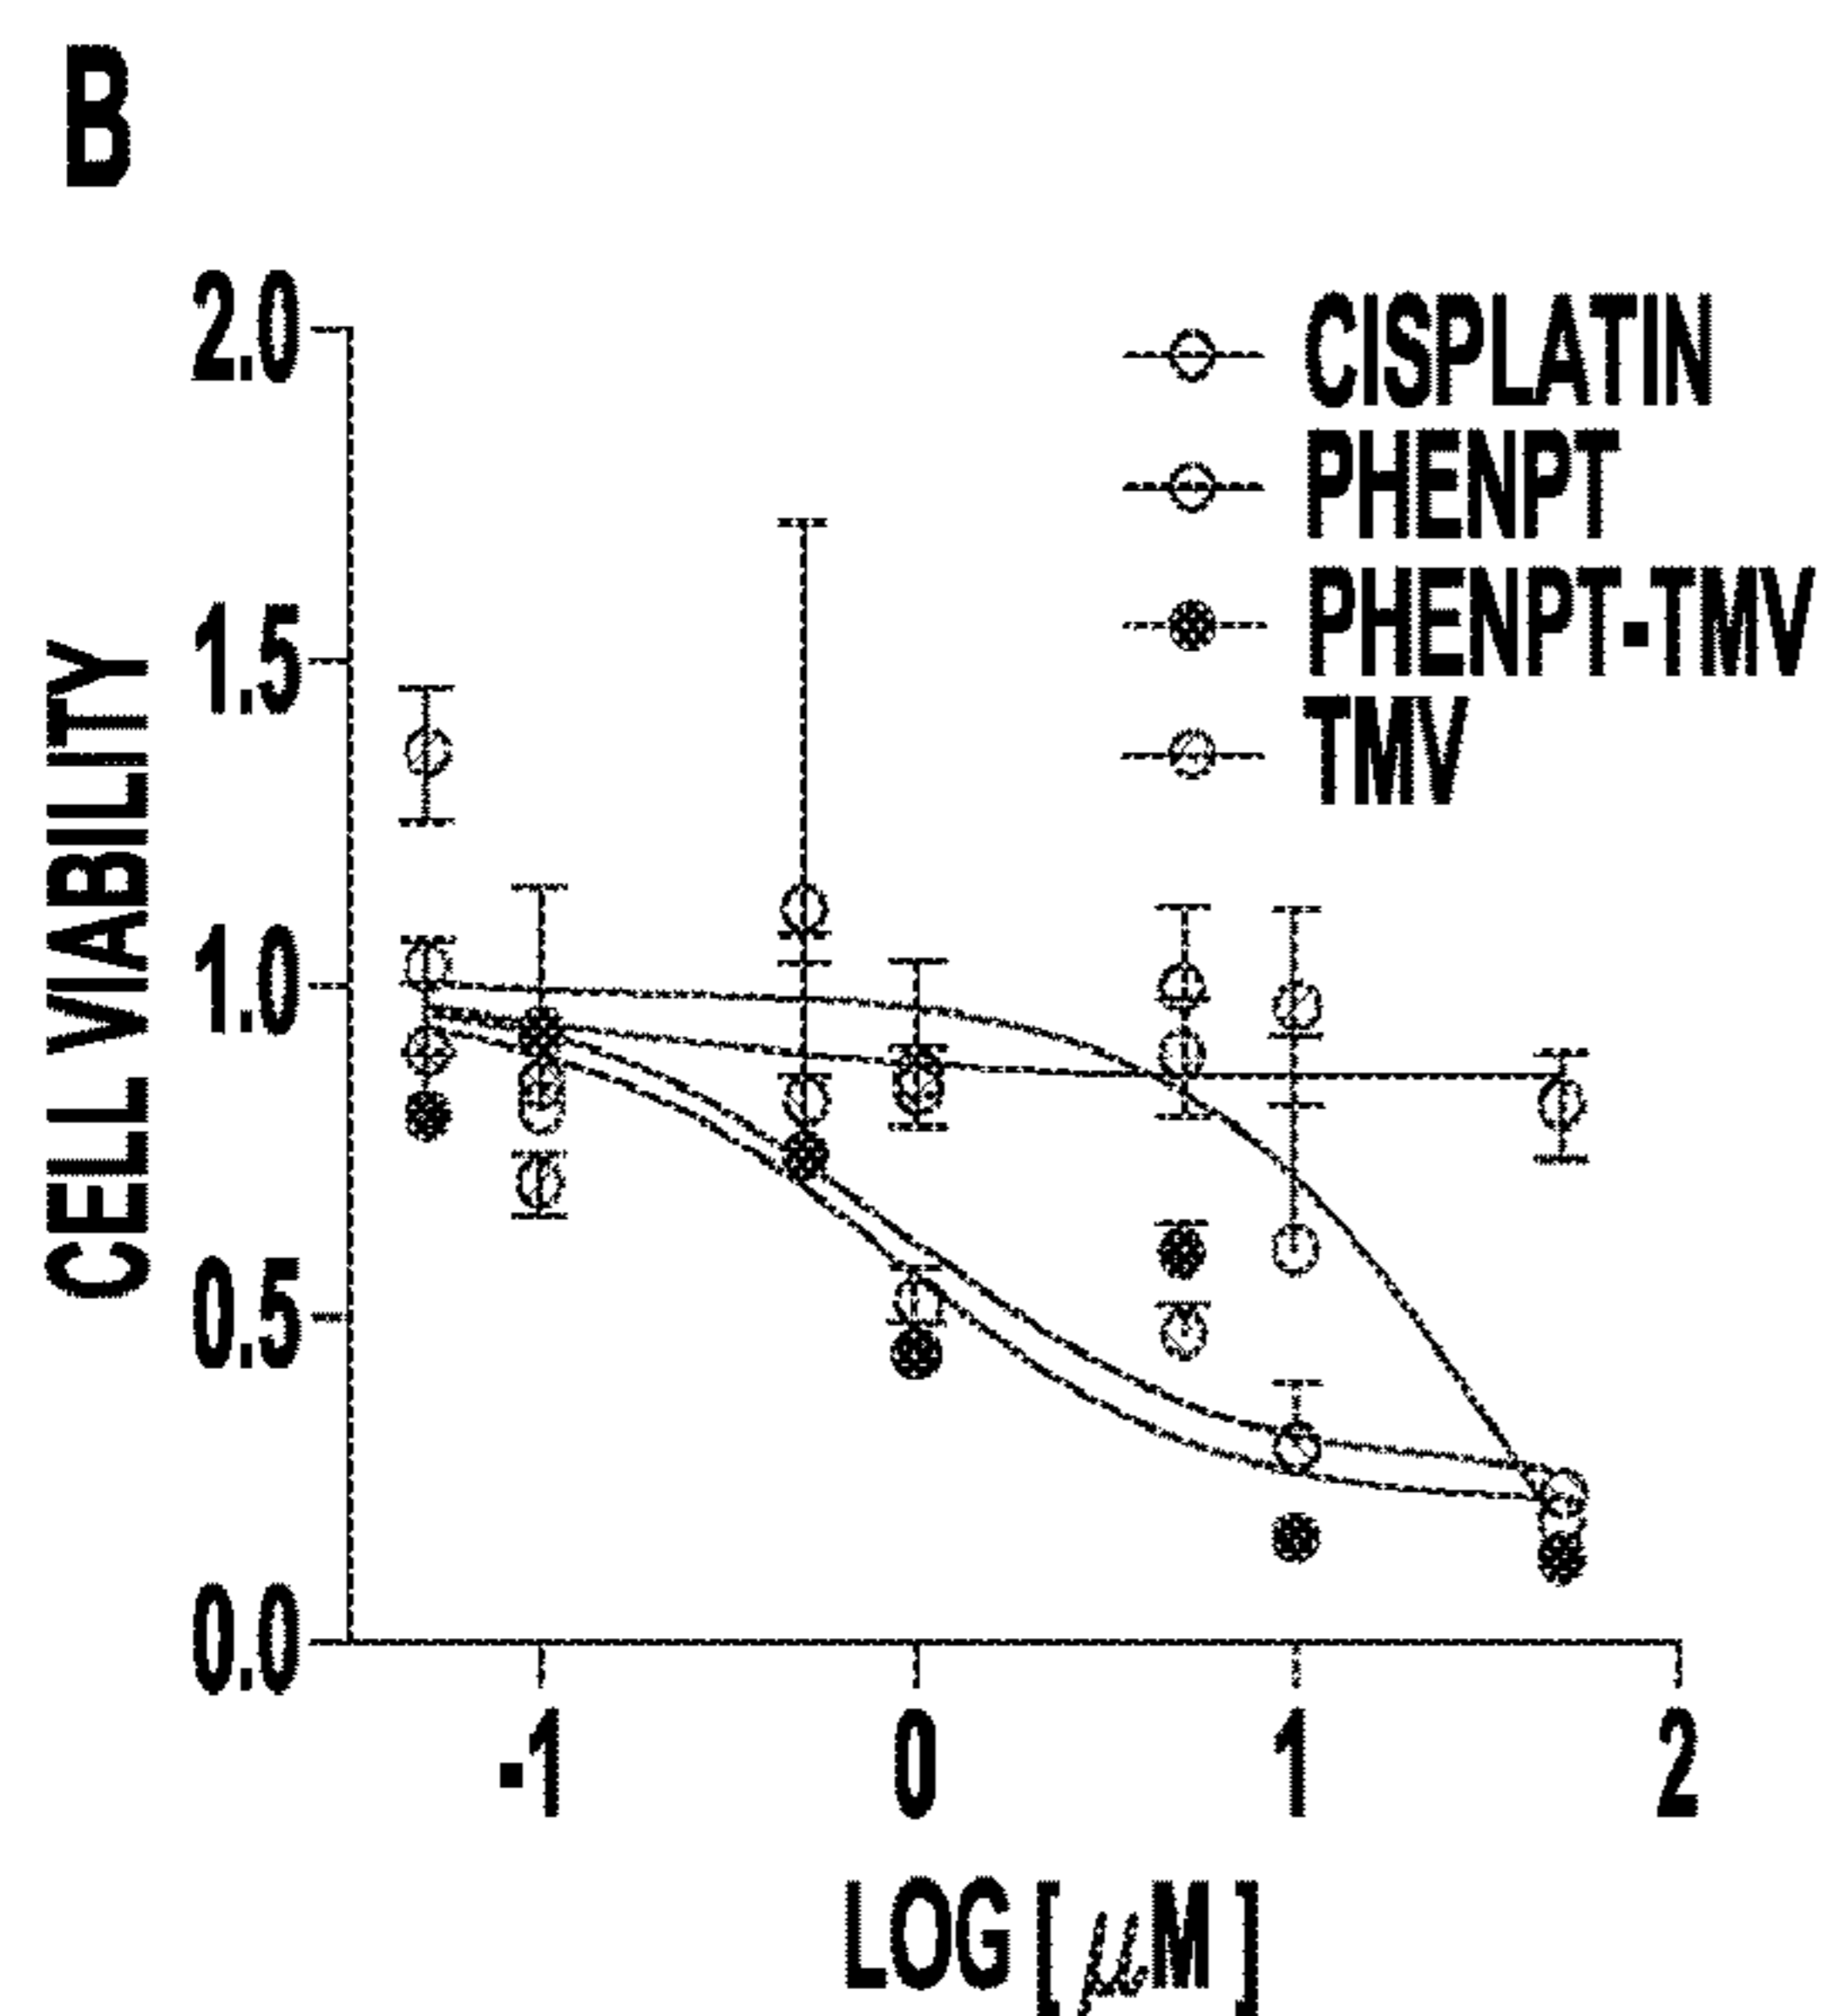 B
2.0
1.5
1.0
0.5
0.0
CELL VIABILITY
CISPLATIN
PHENPT
PHENPT-TMV
TMV
-1 0 1 2
LOG [μM]